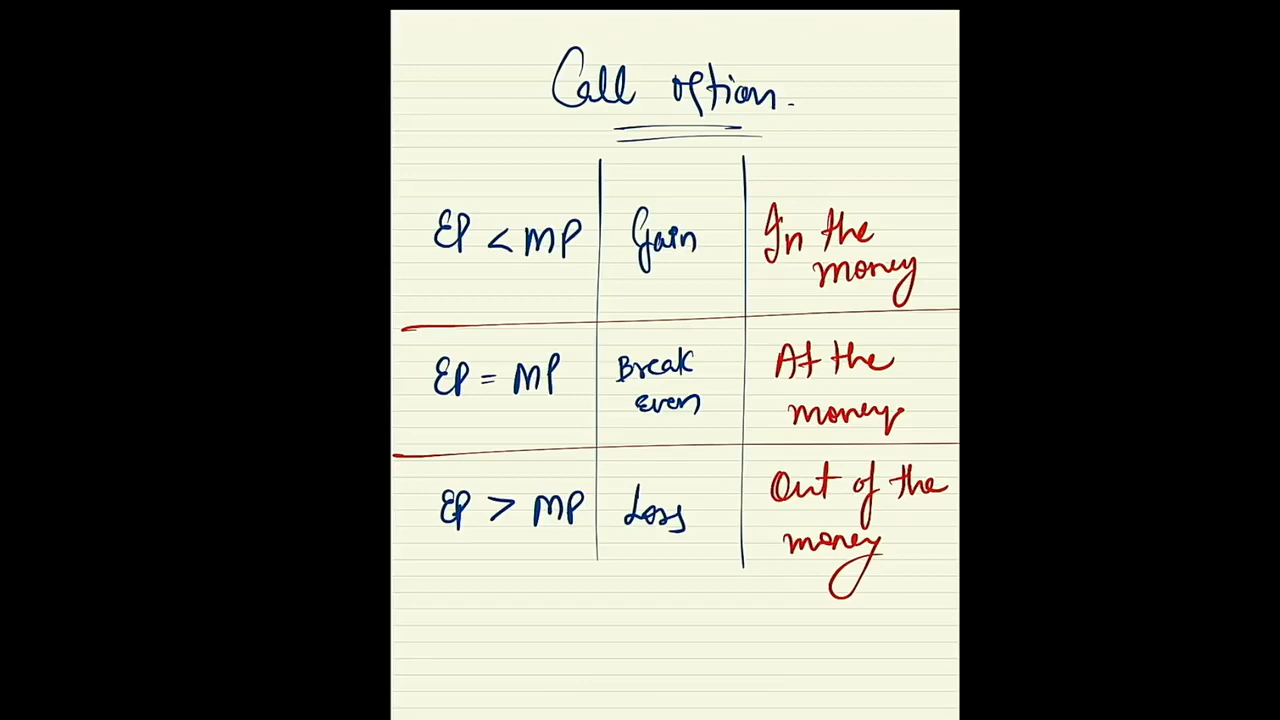 Call option.
EP < MP Gain In the
money
EP = MP Break At the
even money
EP > MP Loss Out of the
money